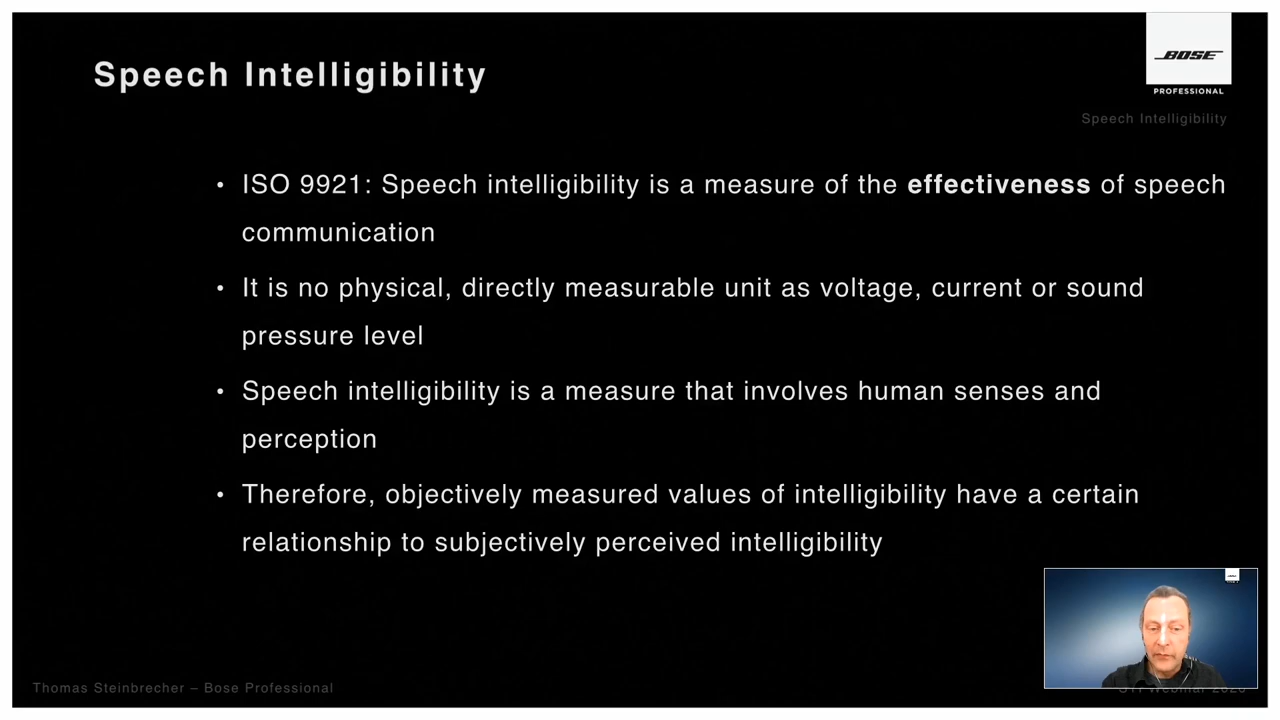 Speech Intelligibility
BOSE
PROFESSIONAL
Speech Intelligibility
• ISO 9921: Speech intelligibility is a measure of the effectiveness of speech
communication
• It is no physical, directly measurable unit as voltage, current or sound
pressure level
• Speech intelligibility is a measure that involves human senses and
perception
• Therefore, objectively measured values of intelligibility have a certain
relationship to subjectively perceived intelligibility
Thomas Steinbrecher – Bose Professional
Webinar